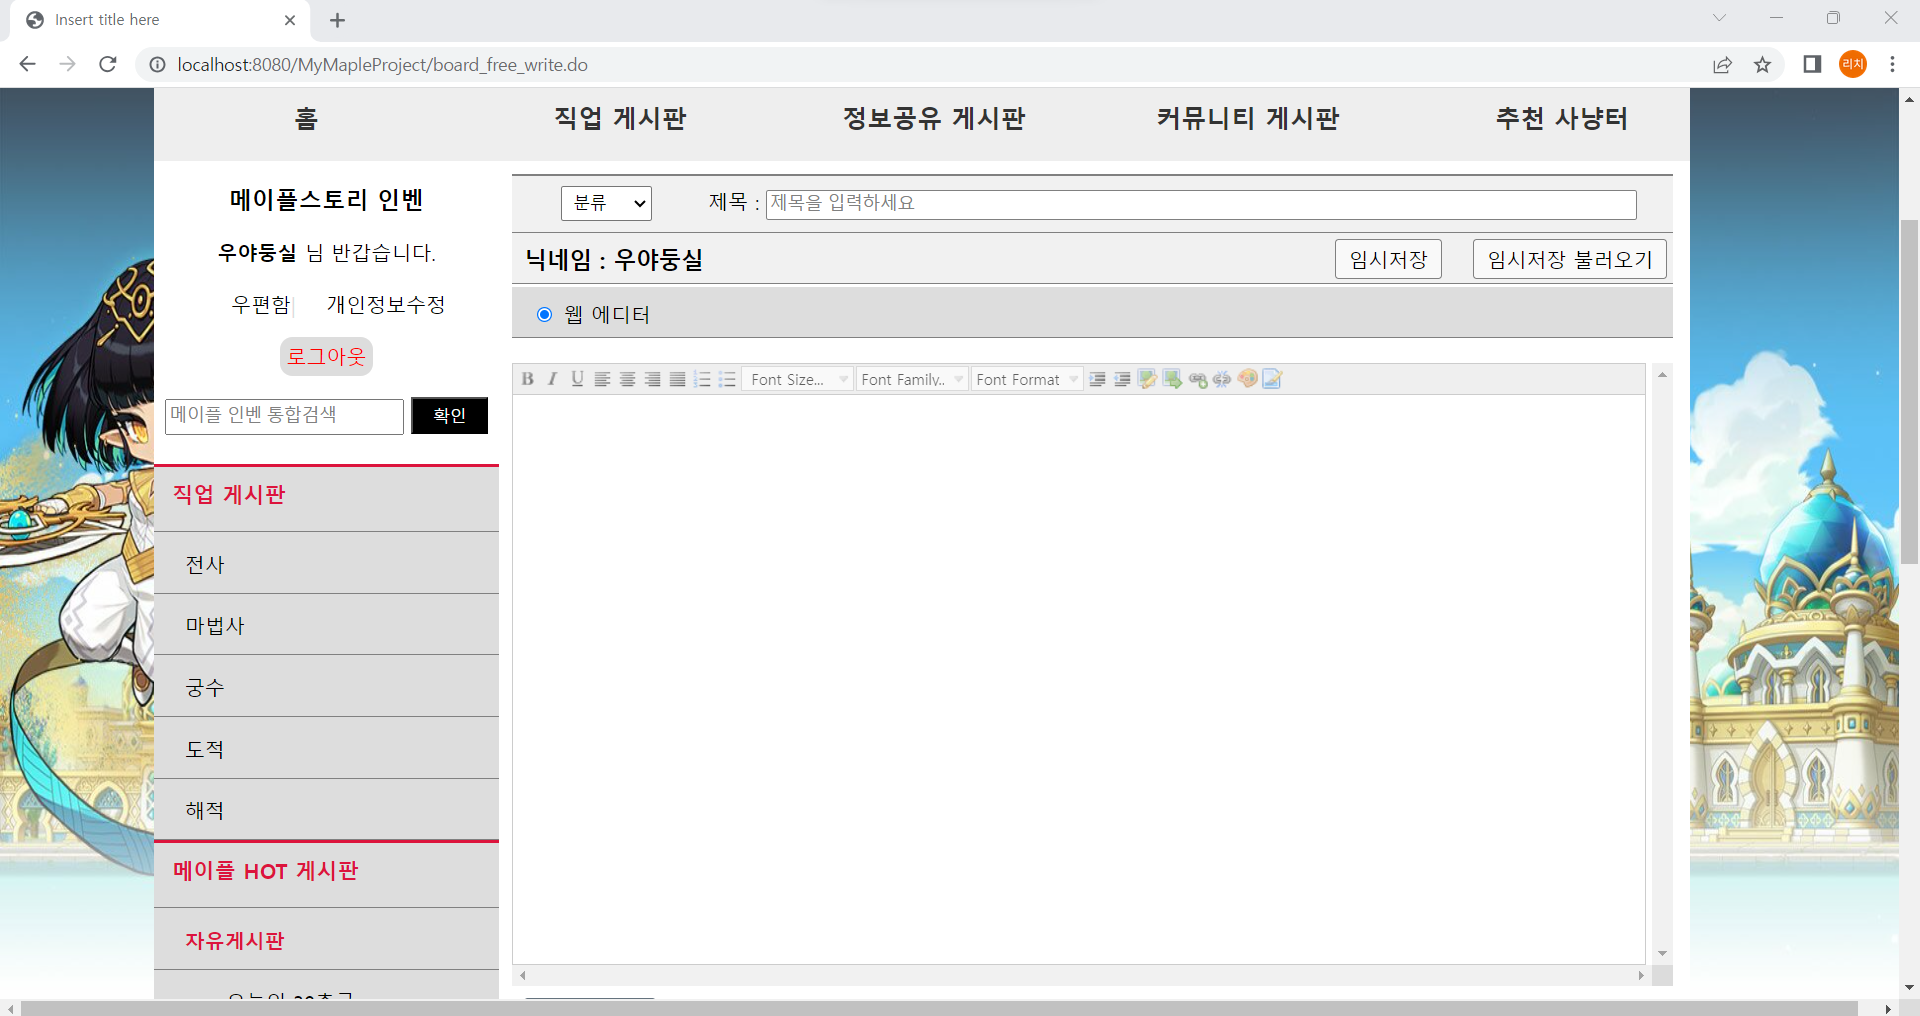 Insert title here
localhost:8080/MyMapleProject/board_free_write.do
리치
홈 직업 게시판 정보공유 게시판 커뮤니티 게시판 추천 사냥터
메이플스토리 인벤
우야둥실 님 반갑습니다.
우편함 개인정보수정
로그아웃
메이플 인벤 통합검색 확인
직업 게시판
전사
마법사
궁수
도적
해적
메이플 HOT 게시판
자유게시판
분류 제목 : 제목을 입력하세요
닉네임 : 우야둥실 임시저장 임시저장 불러오기
웹 에디터
B I U Font Size... Font Family.. Font Format